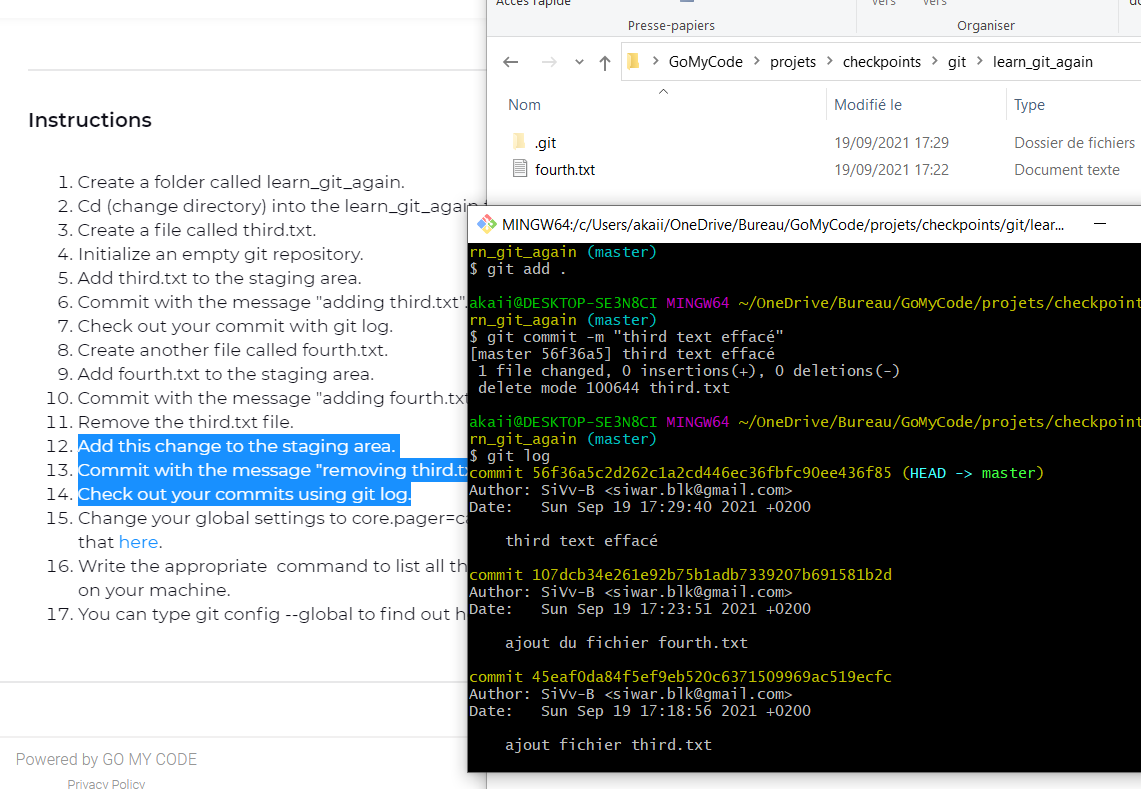 Accès rapide
vers vers
Presse-papiers Organiser
GoMyCode > projets > checkpoints > git > learn_git_again
Nom Modifié le Type
.git 19/09/2021 17:29 Dossier de fichiers
fourth.txt 19/09/2021 17:22 Document texte
Instructions
1. Create a folder called learn_git_again.
2. Cd (change directory) into the learn_git_again
3. Create a file called third.txt.
4. Initialize an empty git repository.
5. Add third.txt to the staging area.
6. Commit with the message "adding third.txt".
7. Check out your commit with git log.
8. Create another file called fourth.txt.
9. Add fourth.txt to the staging area.
10. Commit with the message "adding fourth.txt
11. Remove the third.txt file.
12. Add this change to the staging area.
13. Commit with the message "removing third.tx
14. Check out your commits using git log.
15. Change your global settings to core.pager=ca
that here.
16. Write the appropriate command to list all th
on your machine.
17. You can type git config --global to find out h
Powered by GO MY CODE
Privacy Policy
MINGW64:/c/Users/akaii/OneDrive/Bureau/GoMyCode/projets/checkpoints/git/lear...
rn_git_again (master)
$ git add .
akaii@DESKTOP-SE3N8CI MINGW64 ~/OneDrive/Bureau/GoMyCode/projets/checkpoint
rn_git_again (master)
$ git commit -m "third text effacé"
[master 56f36a5] third text effacé
1 file changed, 0 insertions(+), 0 deletions(-)
delete mode 100644 third.txt
akaii@DESKTOP-SE3N8CI MINGW64 ~/OneDrive/Bureau/GoMyCode/projets/checkpoint
rn_git_again (master)
$ git log
commit 56f36a5c2d262c1a2cd446ec36fbfc90ee436f85 (HEAD -> master)
Author: SiVv-B <siwar.blk@gmail.com>
Date: Sun Sep 19 17:29:40 2021 +0200
third text effacé
commit 107dcb34e261e92b75b1adb7339207b691581b2d
Author: SiVv-B <siwar.blk@gmail.com>
Date: Sun Sep 19 17:23:51 2021 +0200
ajout du fichier fourth.txt
commit 45eaf0da84f5ef9eb520c6371509969ac519ecfc
Author: SiVv-B <siwar.blk@gmail.com>
Date: Sun Sep 19 17:18:56 2021 +0200
ajout fichier third.txt